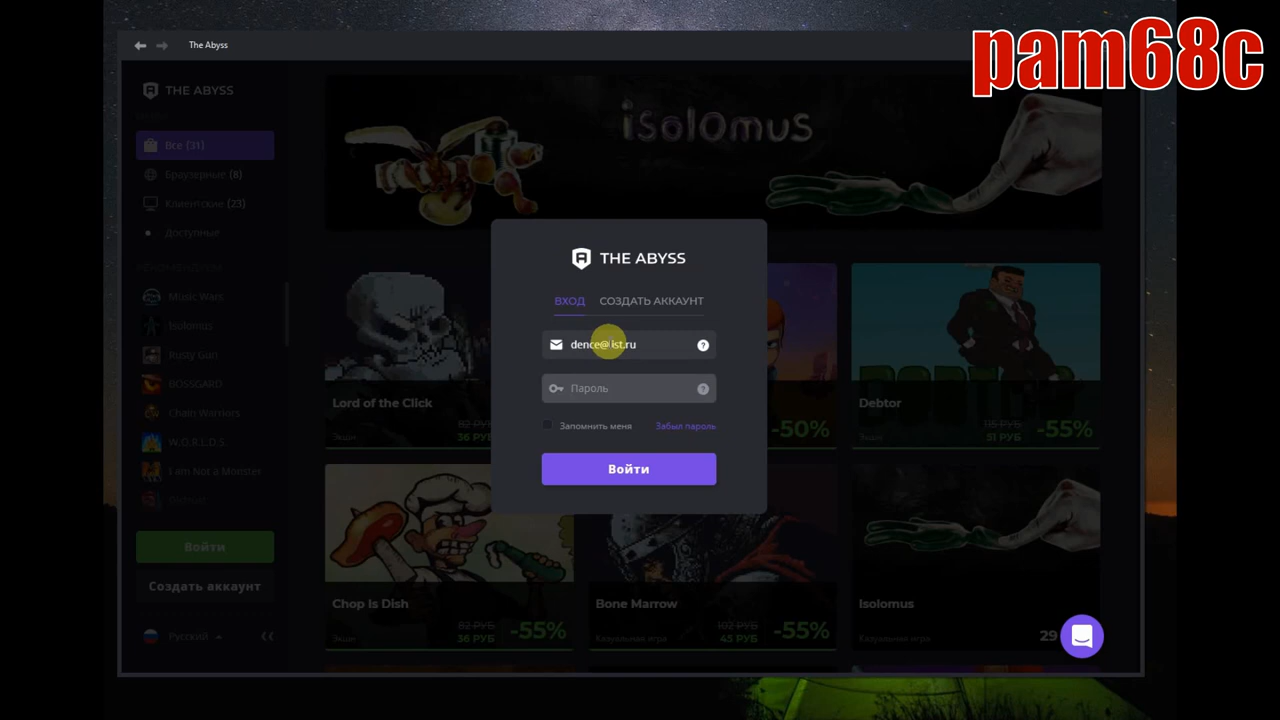 The Abyss
pam68c
THE ABYSS
Все (31)
Браузерные (8)
Клиентские (23)
Доступные
Isolomus
Rusty Gun
BOSSGARD
Chain Warriors
W.O.R.L.D.S.
I am Not a Monster
Войти
Создать аккаунт
Русский
isolomus
THE ABYSS
ВХОД
СОЗДАТЬ АККАУНТ
dence@list.ru
Пароль
Запомнить меня
Забыл пароль
Войти
Lord of the Click
Экшн
82 РУБ
36 РУБ
-50%
Debtor
Экшн
115 РУБ
51 РУБ
-55%
Chop Is Dish
Экшн
82 РУБ
36 РУБ
-55%
Bone Marrow
Казуальная игра
102 РУБ
45 РУБ
-55%
Isolomus
Казуальная игра
29